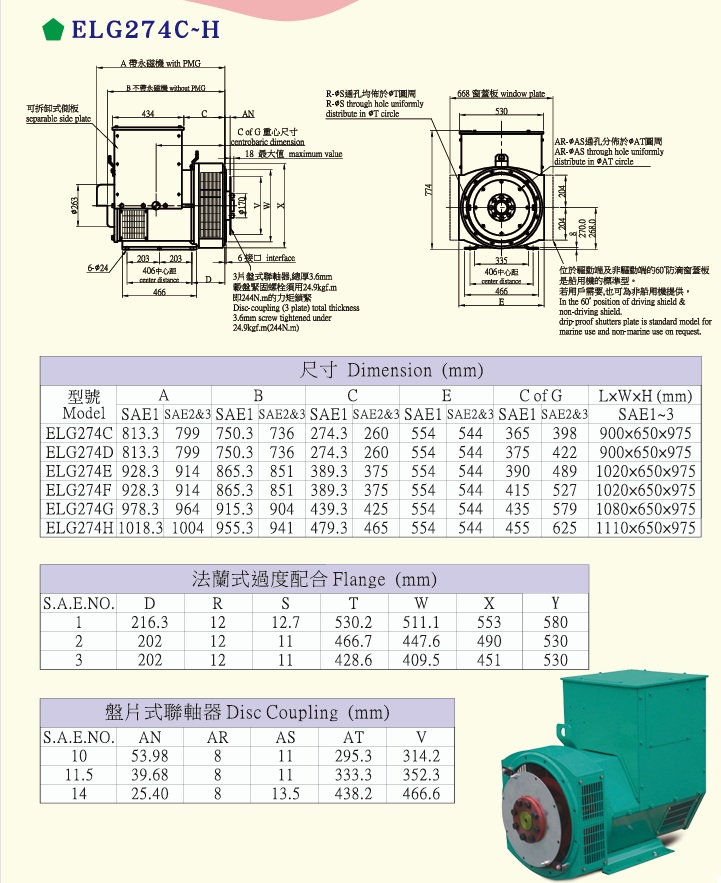 ELG274C~H
A 帶永磁機 with PMG
B 不帶永磁機 without PMG
可拆卸式側板
separable side plate
434
C
AN
C of G 重心尺寸
centrobaric dimension
18 最大值 maximum value
Φ263
Φ170
V
W
X
6-Φ24
203
203
406中心距
center distance
466
D
6 接口 interface
3片盤式聯軸器,總厚3.6mm
轂盤緊固螺栓須用24.9kgf.m
即244N.m的力矩鎖緊
Disc-coupling (3 plate) total thickness
3.6mm screw tightened under
24.9kgf.m(244N.m)
R-ΦS通孔均佈於ΦT圓周
R-ΦS through hole uniformly
distribute in ΦT circle
668 窗蓋板 window plate
530
AR-ΦAS通孔分佈於ΦAT圓周
AR-ΦAS through hole uniformly
distribute in ΦAT circle
774
204
204
8
270.0
268.0
335
406中心距
center distance
466
E
位於驅動端及非驅動端的60°防滴窗蓋板
是船用機的標準型。
若用戶需要,也可為非船用機提供。
In the 60° position of driving shield &
non-driving shield.
drip-proof shutters plate is standard model for
marine use and non-marine use on request.
尺寸 Dimension (mm)
型號 A B C E C of G L×W×H (mm)
Model SAE1 SAE2&3 SAE1 SAE2&3 SAE1 SAE2&3 SAE1 SAE2&3 SAE1 SAE2&3 SAE1~3
ELG274C 813.3 799 750.3 736 274.3 260 554 544 365 398 900×650×975
ELG274D 813.3 799 750.3 736 274.3 260 554 544 375 422 900×650×975
ELG274E 928.3 914 865.3 851 389.3 375 554 544 390 489 1020×650×975
ELG274F 928.3 914 865.3 851 389.3 375 554 544 415 527 1020×650×975
ELG274G 978.3 964 915.3 904 439.3 425 554 544 435 579 1080×650×975
ELG274H 1018.3 1004 955.3 941 479.3 465 554 544 455 625 1110×650×975
法蘭式過度配合 Flange (mm)
S.A.E.NO. D R S T W X Y
1 216.3 12 12.7 530.2 511.1 553 580
2 202 12 11 466.7 447.6 490 530
3 202 12 11 428.6 409.5 451 530
盤片式聯軸器 Disc Coupling (mm)
S.A.E.NO. AN AR AS AT V
10 53.98 8 11 295.3 314.2
11.5 39.68 8 11 333.3 352.3
14 25.40 8 13.5 438.2 466.6